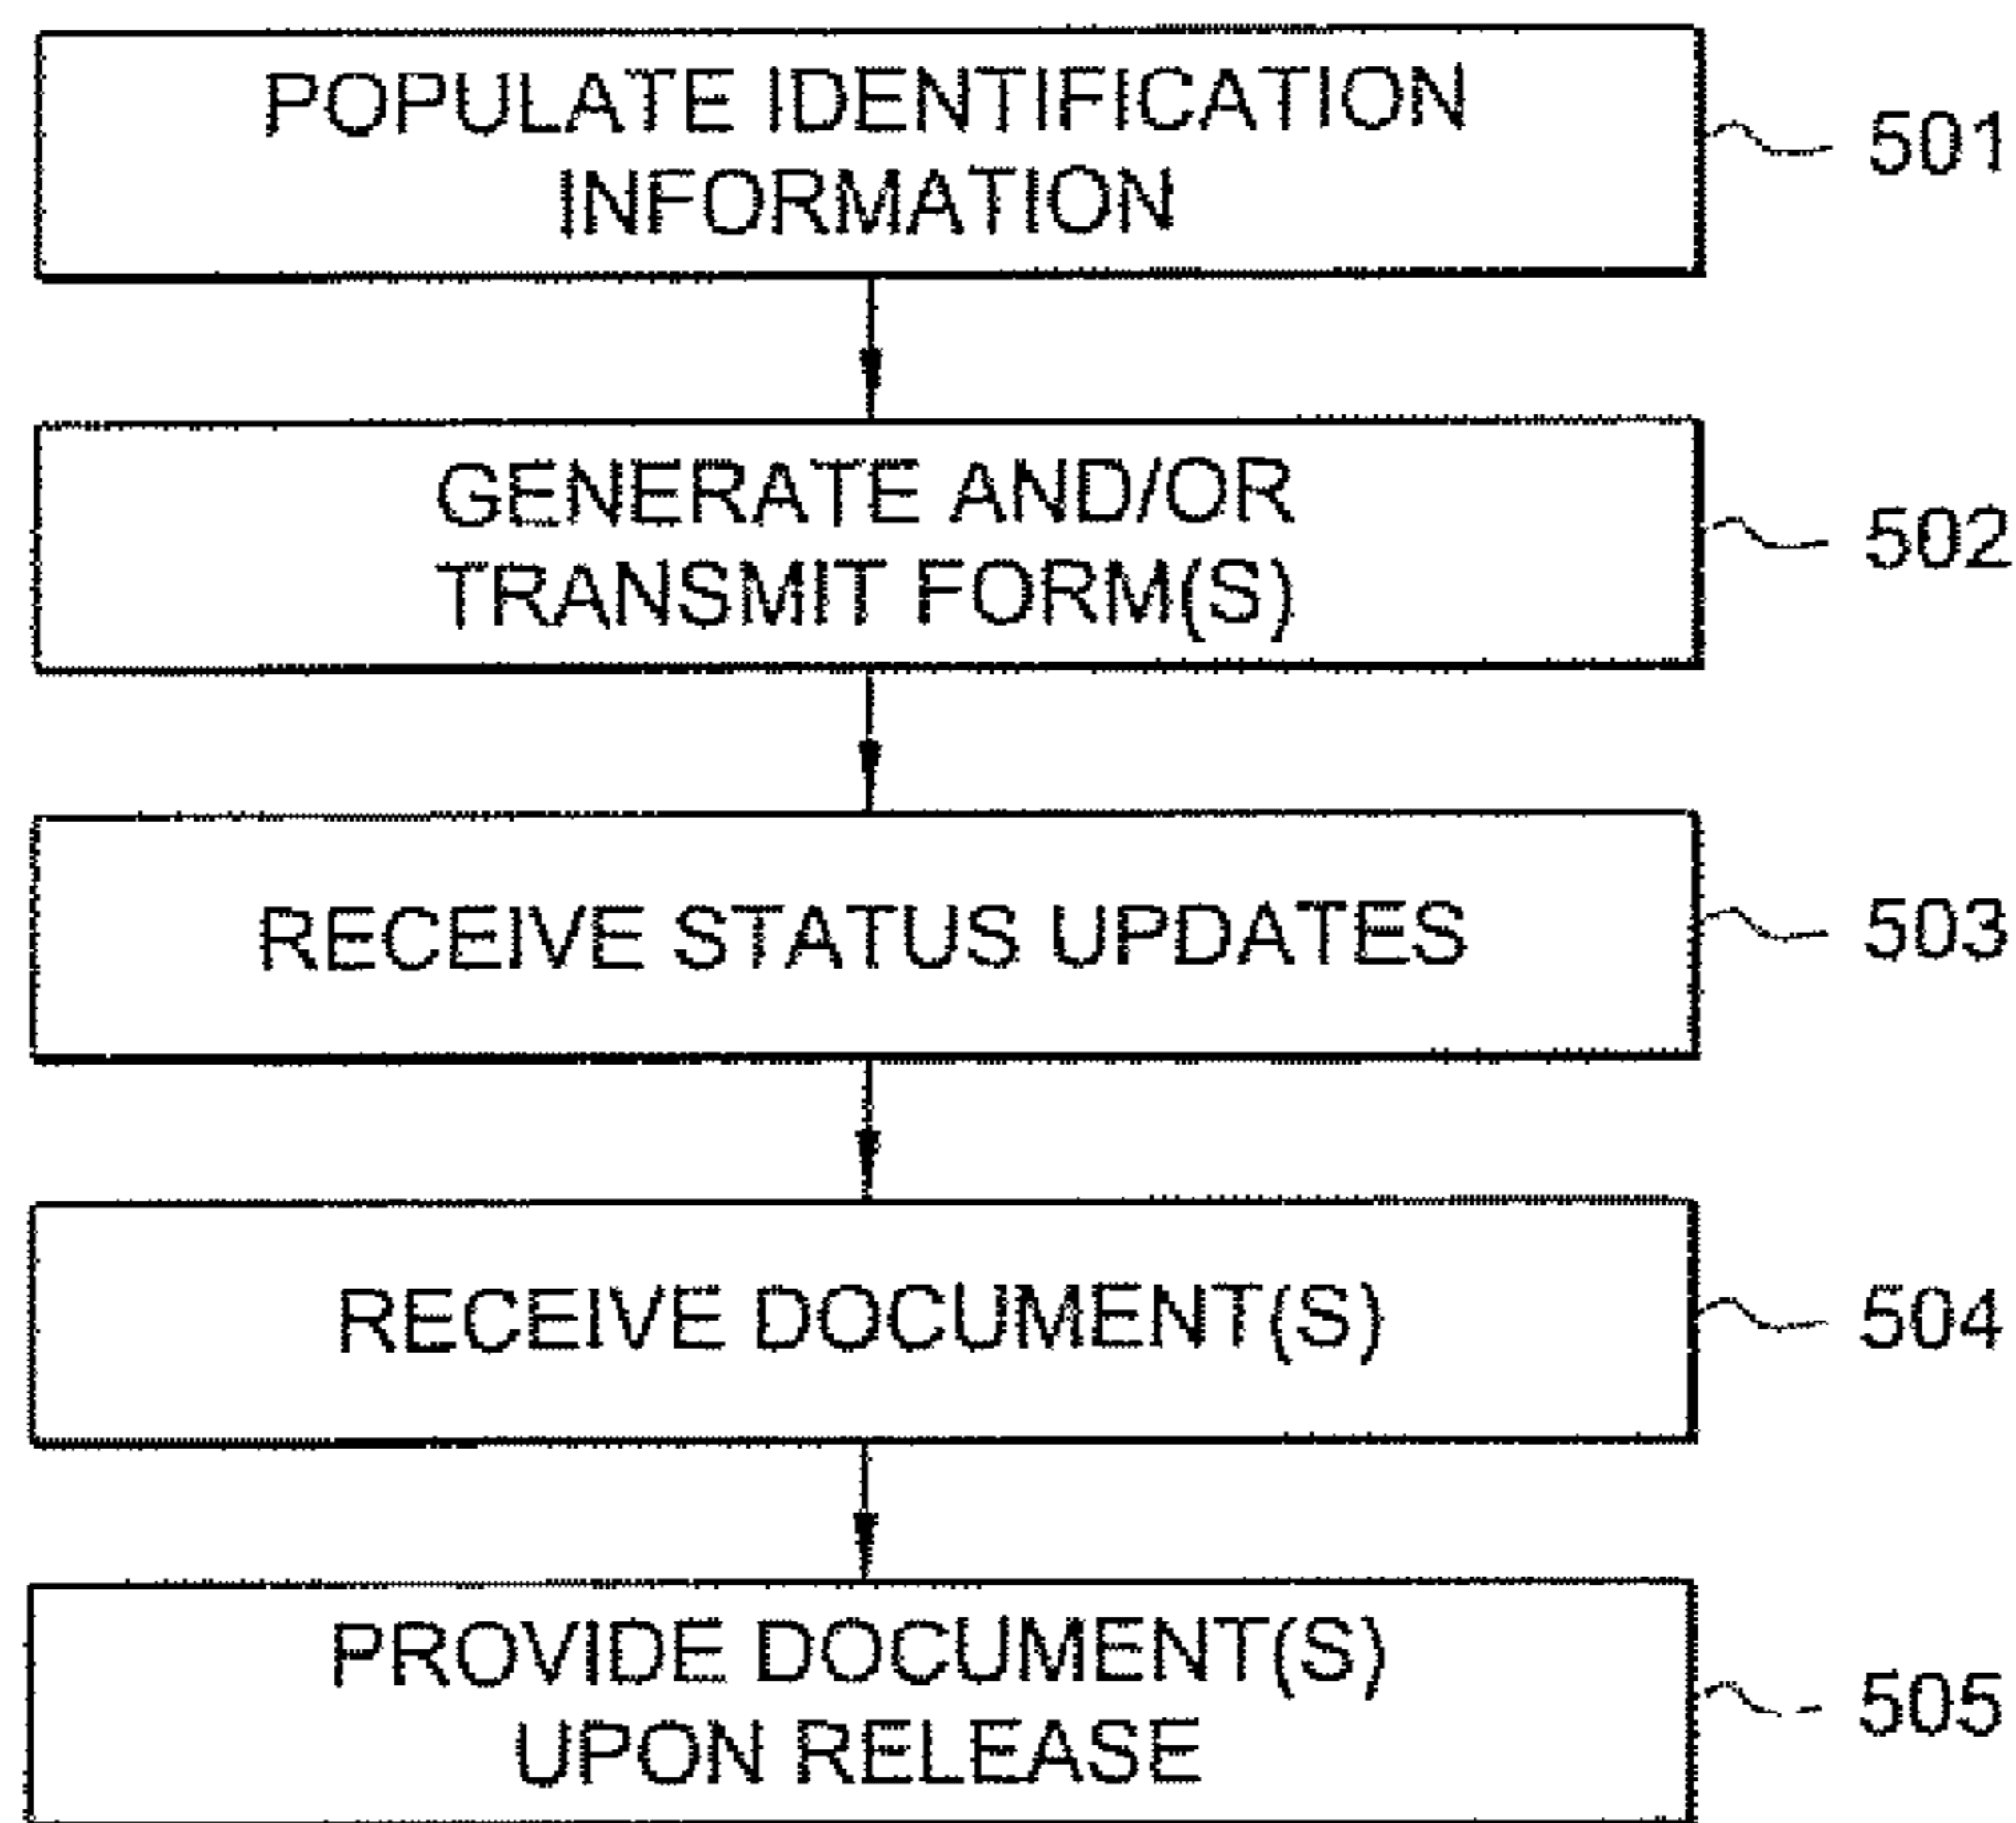 POPULATE IDENTIFICATION
INFORMATION
501
GENERATE AND/OR
TRANSMIT FORM(S)
502
RECEIVE STATUS UPDATES
503
RECEIVE DOCUMENT(S)
504
PROVIDE DOCUMENT(S)
UPON RELEASE
505